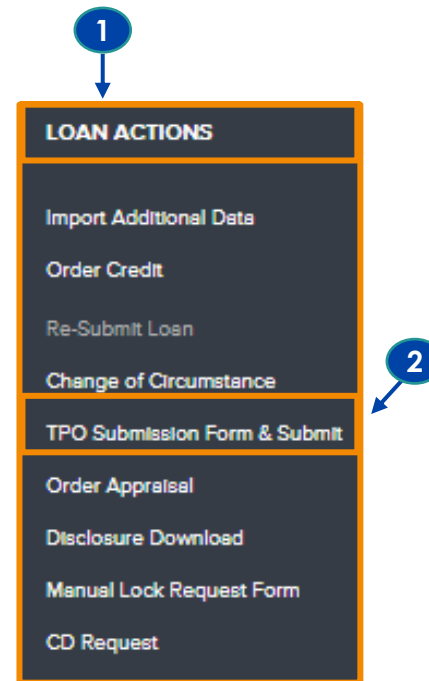 1
LOAN ACTIONS
Import Additional Data
Order Credit
Re-Submit Loan
Change of Circumstance
2
TPO Submission Form & Submit
Order Appraisal
Disclosure Download
Manual Lock Request Form
CD Request